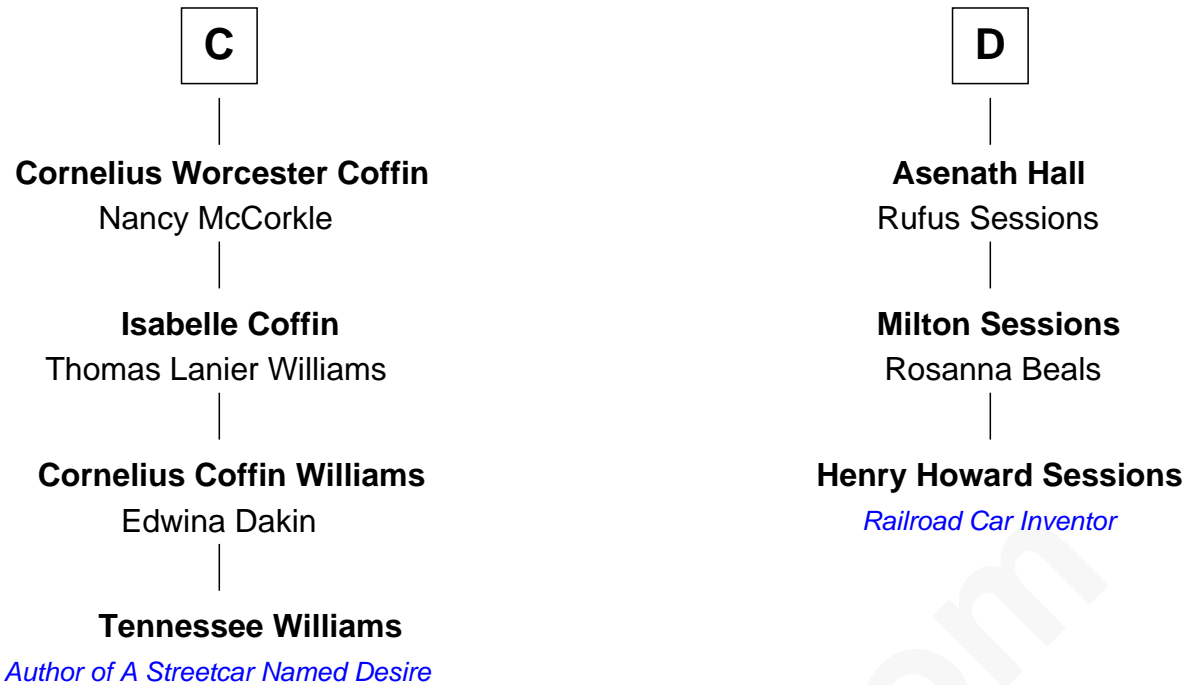 C
Cornelius Worcester Coffin
Nancy McCorkle
Isabelle Coffin
Thomas Lanier Williams
Cornelius Coffin Williams
Edwina Dakin
Tennessee Williams
Author of A Streetcar Named Desire
D
Asenath Hall
Rufus Sessions
Milton Sessions
Rosanna Beals
Henry Howard Sessions
Railroad Car Inventor
om